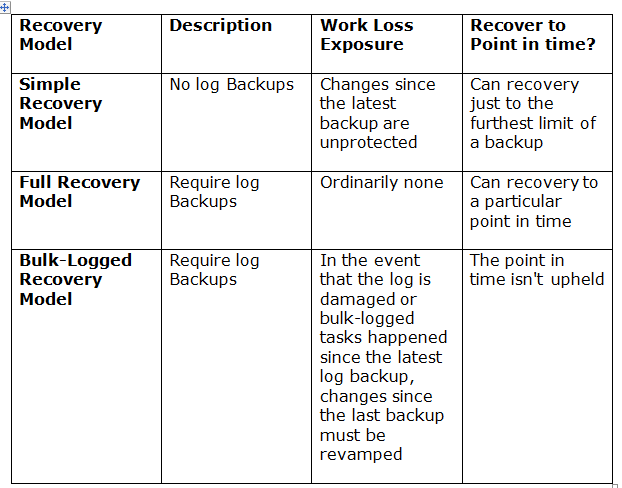 Recovery
Model
Description
Work Loss
Exposure
Recover to
Point in time?
Simple
Recovery
Model
No log Backups
Changes since
the latest
backup are
unprotected
Can recovery
just to the
furthest limit of
a backup
Full Recovery
Model
Require log
Backups
Ordinarily none
Can recovery to
a particular
point in time
Bulk-Logged
Recovery
Model
Require log
Backups
In the event
that the log is
damaged or
bulk-logged
tasks happened
since the latest
log backup,
changes since
the last backup
must be
revamped
The point in
time isn't upheld